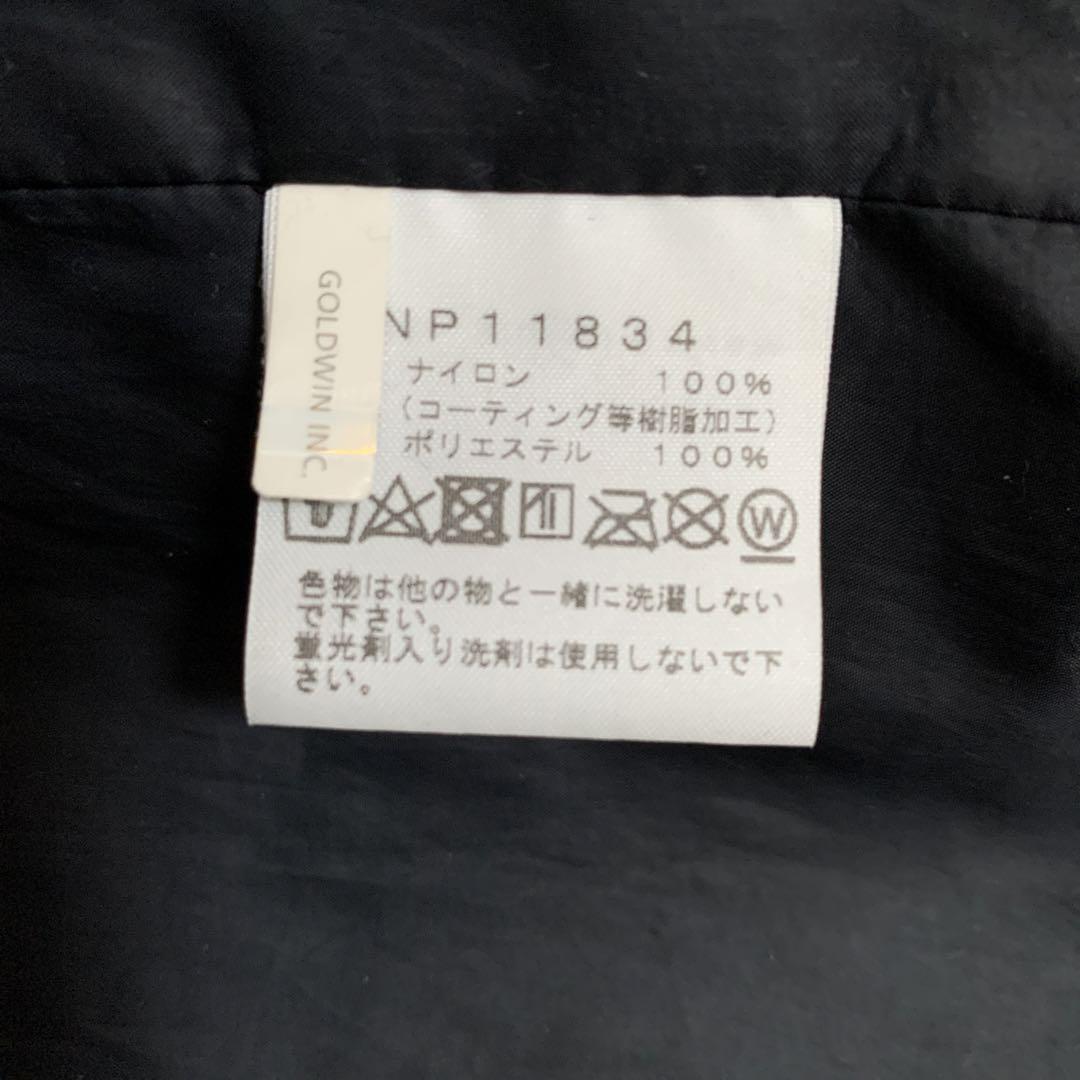 GOLDWIN INC.
NP11834
ナイロン 100%
(コーティング等樹脂加工)
ポリエステル 100%
W
色物は他の物と一緒に洗濯しない
で下さい。
蛍光剤入り洗剤は使用しないで下
さい。